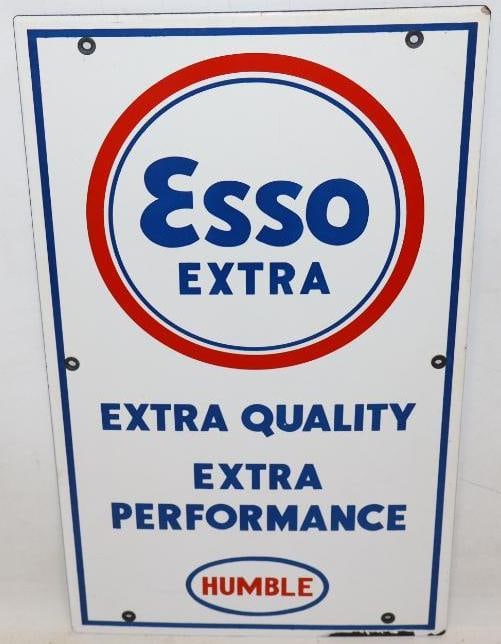 Esso
EXTRA
EXTRA QUALITY
EXTRA
PERFORMANCE
HUMBLE